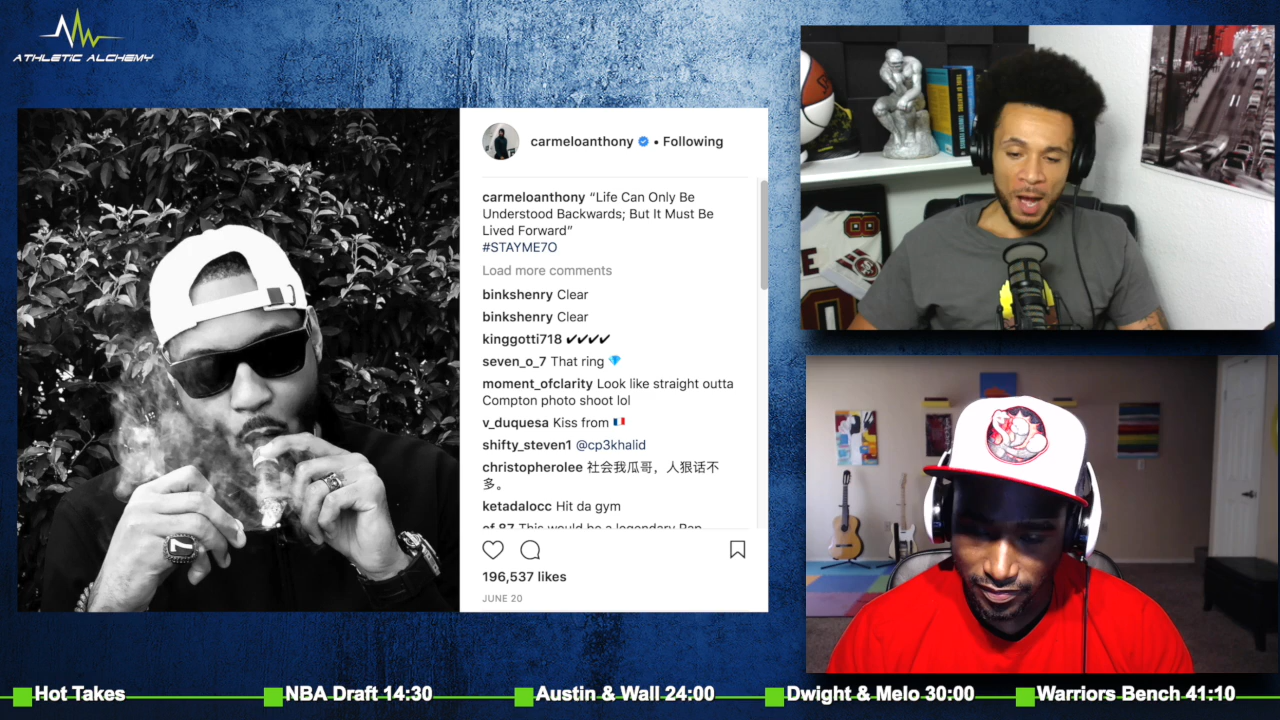 ATHLETIC ALCHEMY
carmeloanthony • Following
carmeloanthony “Life Can Only Be
Understood Backwards; But It Must Be
Lived Forward”
#STAYME7O
Load more comments
binkshenry Clear
binkshenry Clear
kinggotti718 ✔✔✔✔
seven_o_7 That ring 💎
moment_ofclarity Look like straight outta
Compton photo shoot lol
v_duquesa Kiss from 🇫🇷
shifty_steven1 @cp3khalid
christopherolee 社会我瓜哥，人狠话不
多。
ketadalocc Hit da gym
196,537 likes
JUNE 20
7
Hot Takes
NBA Draft 14:30
Austin & Wall 24:00
Dwight & Melo 30:00
Warriors Bench 41:10